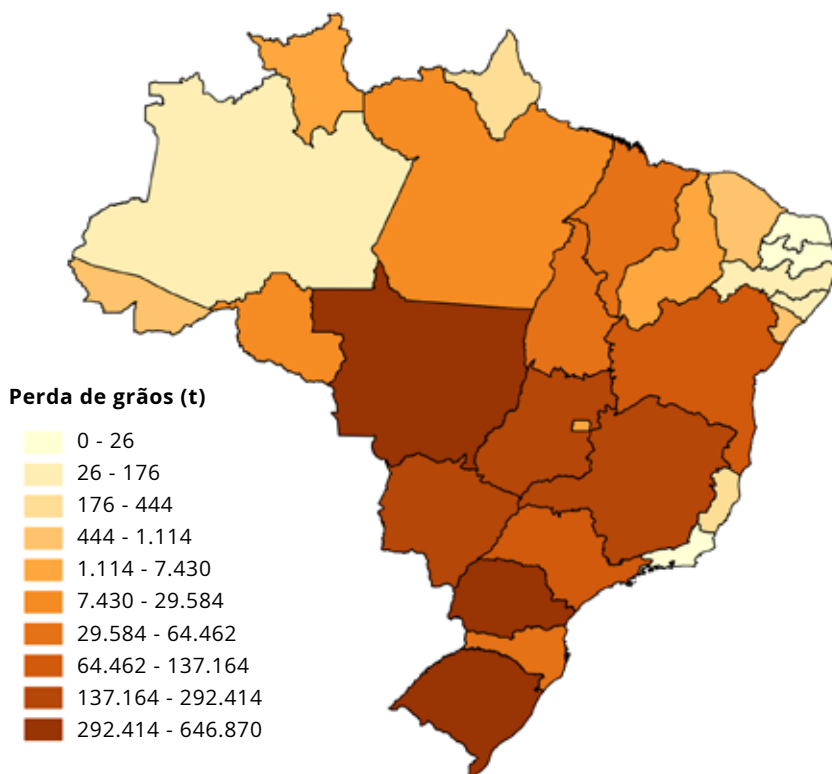 Perda de grãos (t)
0 - 26
26 - 176
176 - 444
444 - 1.114
1.114 - 7.430
7.430 - 29.584
29.584 - 64.462
64.462 - 137.164
137.164 - 292.414
292.414 - 646.870